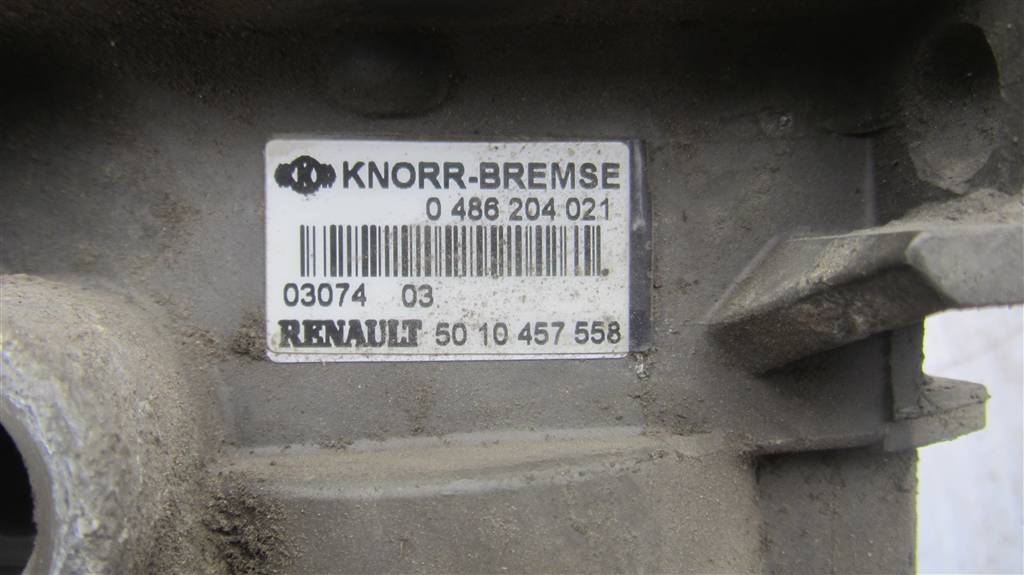 KNORR-BREMSE
0 486 204 021
03074 03
RENAULT 50 10 457 558